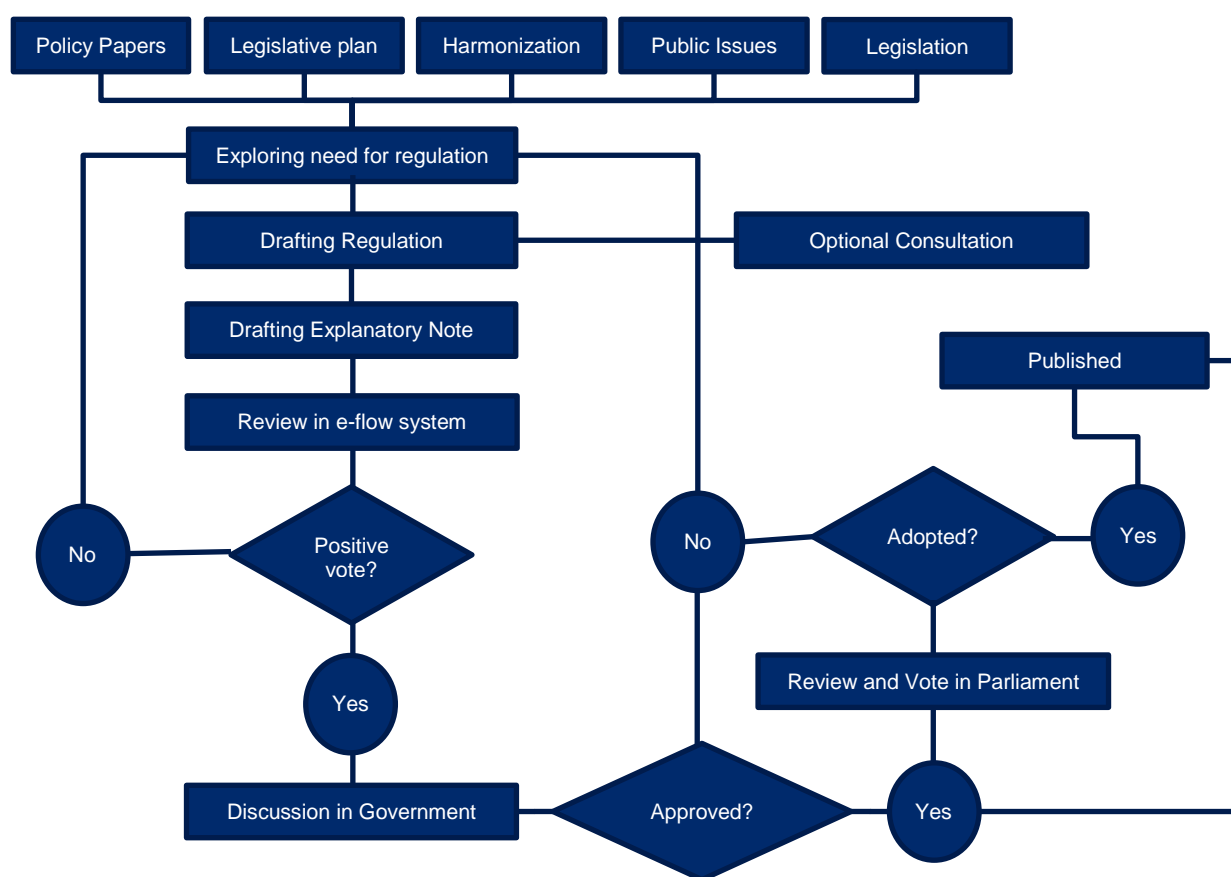 Policy Papers
Legislative plan
Harmonization
Public Issues
Legislation
Exploring need for regulation
Drafting Regulation
Optional Consultation
Drafting Explanatory Note
Published
Review in e-flow system
No
Positive
vote?
No
Adopted?
Yes
Yes
Review and Vote in Parliament
Discussion in Government
Approved?
Yes